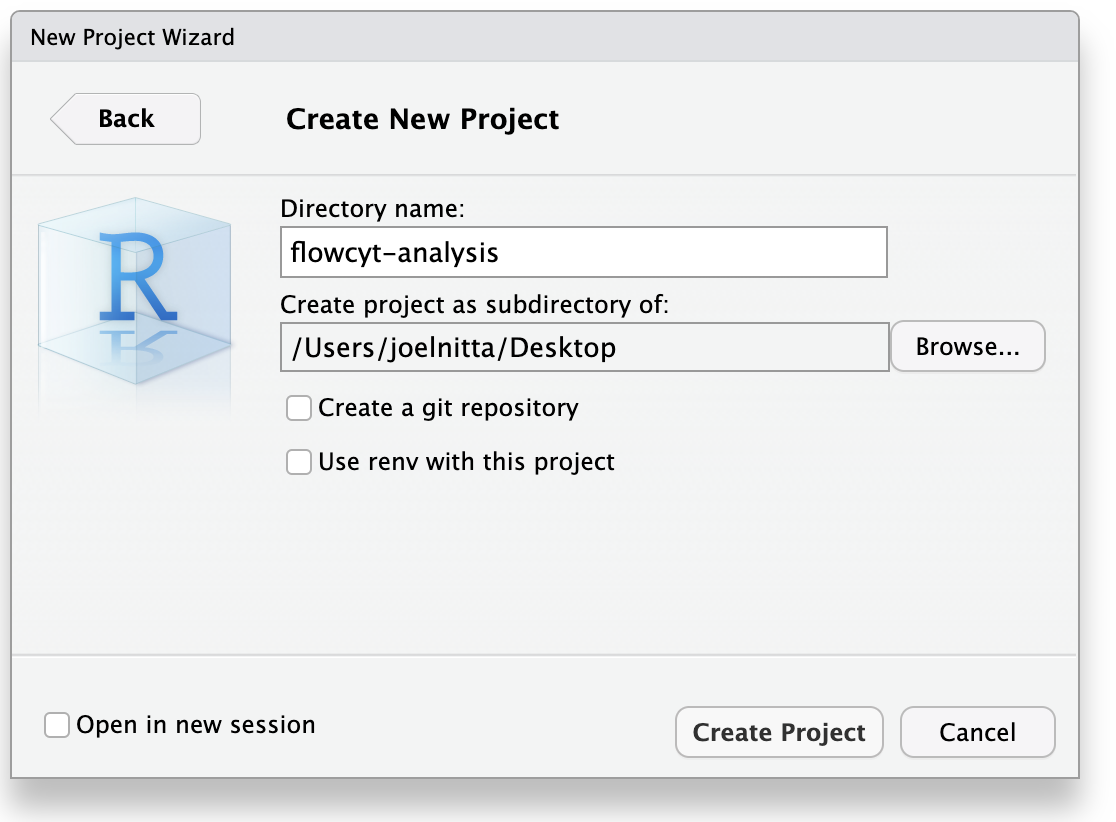 New Project Wizard
Back
Create New Project
R
Directory name:
flowcyt-analysis
Create project as subdirectory of:
/Users/joelnitta/Desktop
Browse...
Create a git repository
Use renv with this project
Open in new session
Create Project
Cancel